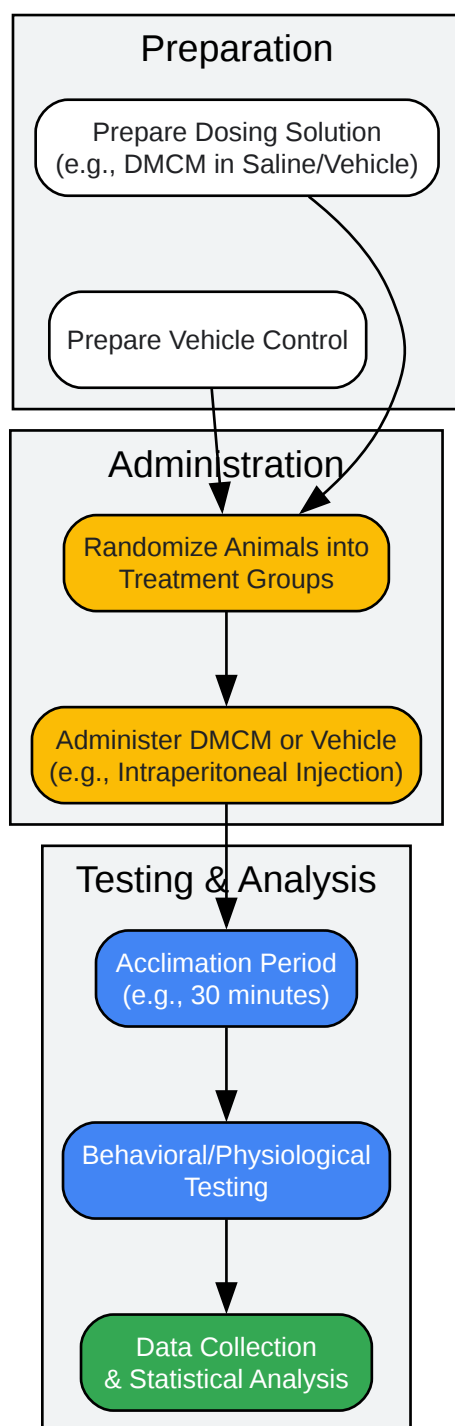 Preparation
Prepare Dosing Solution
(e.g., DMCM in Saline/Vehicle)
Prepare Vehicle Control
Administration
Randomize Animals into
Treatment Groups
Administer DMCM or Vehicle
(e.g., Intraperitoneal Injection)
Testing & Analysis
Acclimation Period
(e.g., 30 minutes)
Behavioral/Physiological
Testing
Data Collection
& Statistical Analysis